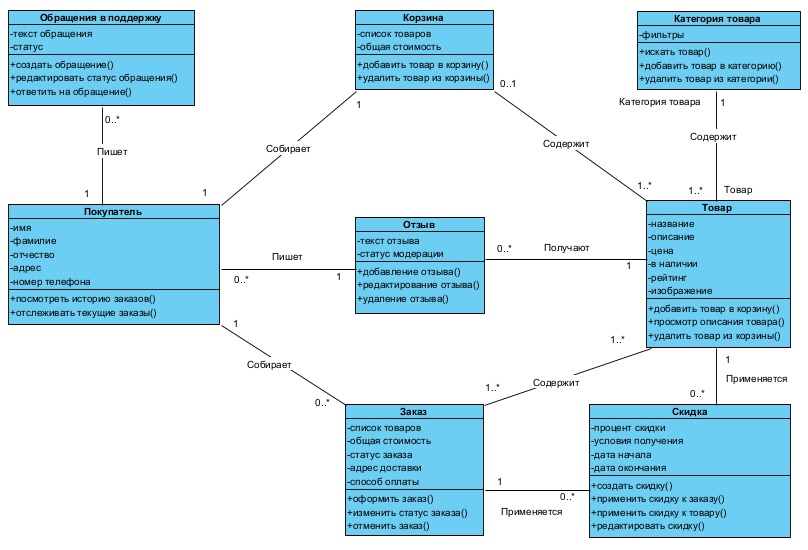 Обращения в поддержку
-текст обращения
-статус
+создать обращение()
+редактировать статус обращения()
+ответить на обращение()
Корзина
-список товаров
-общая стоимость
+добавить товар в корзину()
+удалить товар из корзины()
Категория товара
-фильтры
+искать товар()
+добавить товар в категорию()
+удалить товар из категории()
0..*
Пишет
1
1
Собирает
1
0..1
Содержит
1..*
Категория товара
1
Содержит
1..*
Товар
Покупатель
-имя
-фамилие
-отчество
-адрес
-номер телефона
+посмотреть историю заказов()
+отслеживать текущие заказы()
Пишет
0..*
1
Отзыв
-текст отзыва
-статус модерации
+добавление отзыва()
+редактирование отзыва()
+удаление отзыва()
0..*
Получают
1
Товар
-название
-описание
-цена
-в наличии
-рейтинг
-изображение
+добавить товар в корзину()
+просмотр описания товара()
+удалить товар из корзины()
1
Собирает
0..*
1..*
Содержит
1..*
1
Применяется
0..*
Заказ
-список товаров
-общая стоимость
-статус заказа
-адрес доставки
-способ оплаты
+оформить заказ()
+изменить статус заказа()
+отменить заказ()
1
0..*
Применяется
Скидка
-процент скидки
-условия получения
-дата начала
-дата окончания
+создать скидку()
+применить скидку к заказу()
+применить скидку к товару()
+редактировать скидку()